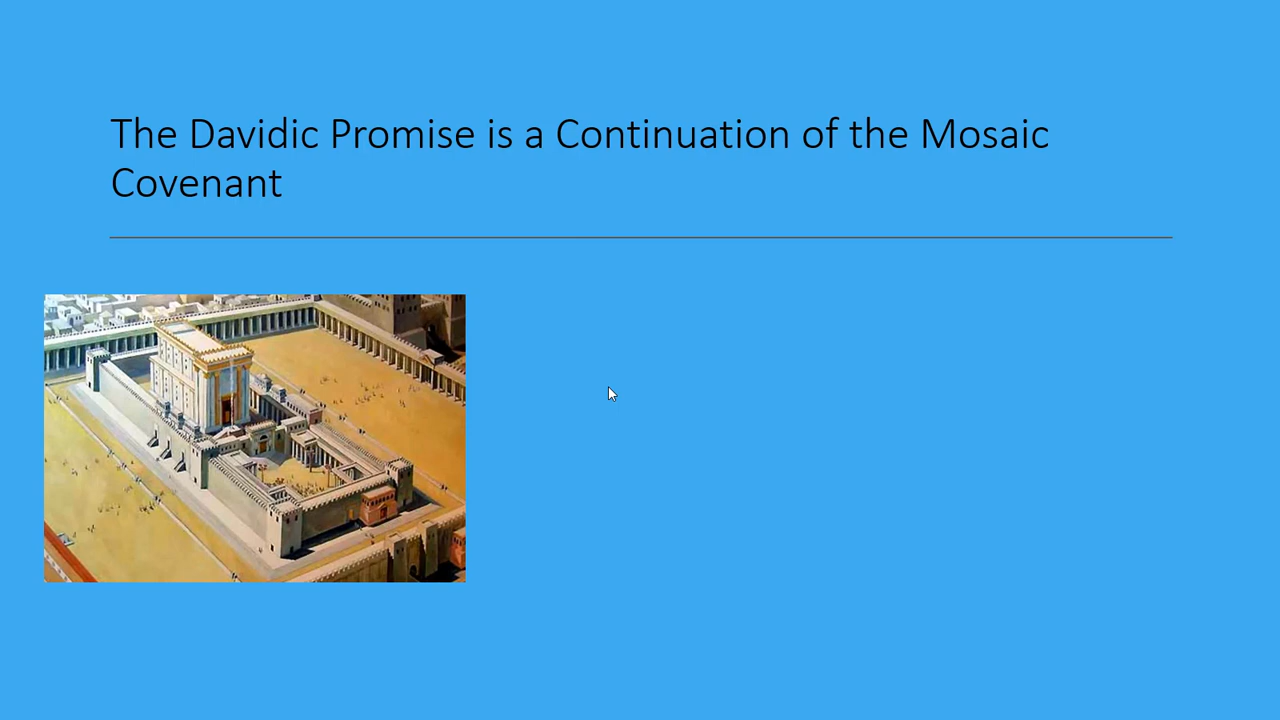 The Davidic Promise is a Continuation of the Mosaic
Covenant